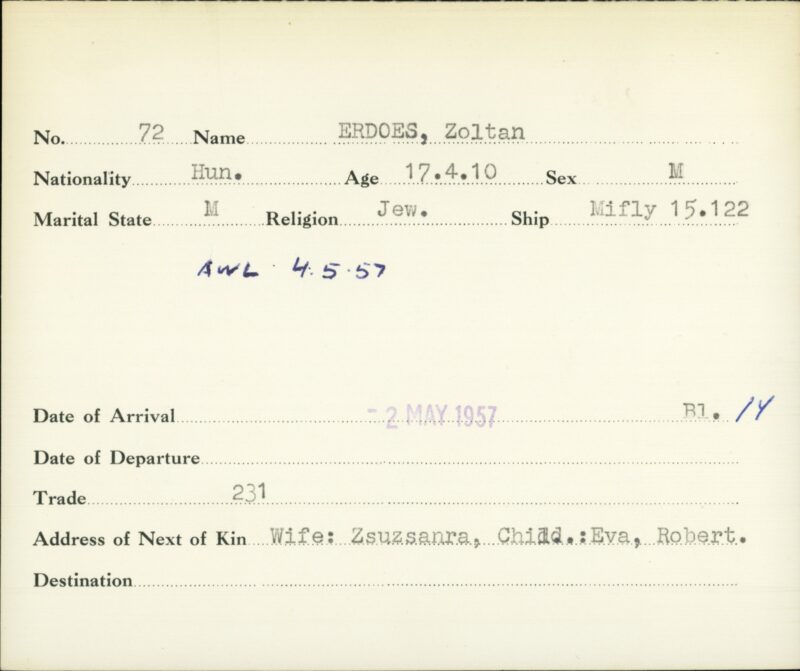 No. 72 Name ERDOES, Zoltan
Nationality Hun. Age 17.4.10 Sex M
Marital State M Religion Jew. Ship Mifly 15.122
AWL 4.5.57
Date of Arrival - 2 MAY 1957 Bl. 14
Date of Departure
Trade 231
Address of Next of Kin Wife: Zsuzsanra, Child.:Eva, Robert.
Destination